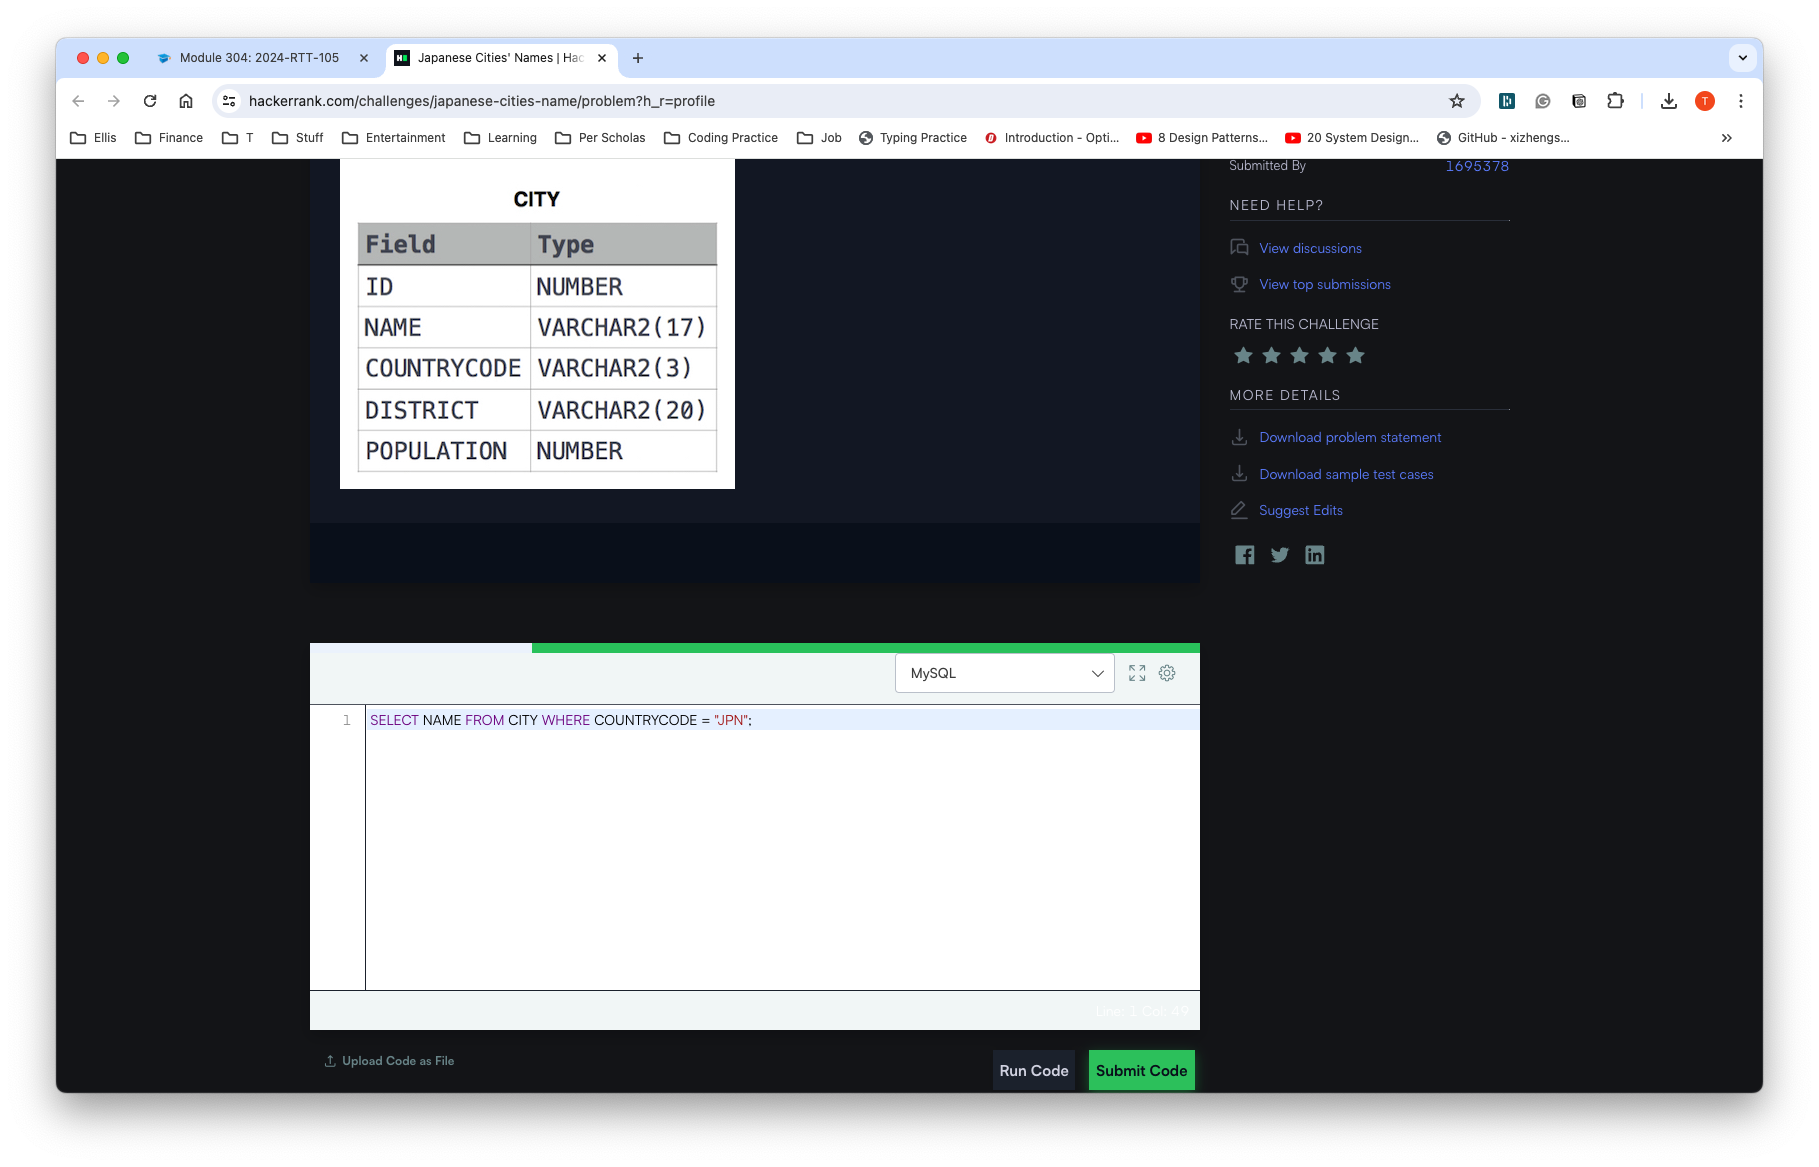 Module 304: 2024-RTT-105
Japanese Cities' Names | Hac
hackerrank.com/challenges/japanese-cities-name/problem?h_r=profile
T
Ellis Finance T Stuff Entertainment Learning Per Scholas Coding Practice Job Typing Practice Introduction - Opti... 8 Design Patterns... 20 System Design... GitHub - xizhengs... »
CITY
Field Type
ID NUMBER
NAME VARCHAR2(17)
COUNTRYCODE VARCHAR2(3)
DISTRICT VARCHAR2(20)
POPULATION NUMBER
Submitted By 1695378
NEED HELP?
View discussions
View top submissions
RATE THIS CHALLENGE
MORE DETAILS
Download problem statement
Download sample test cases
Suggest Edits
MySQL
1 SELECT NAME FROM CITY WHERE COUNTRYCODE = "JPN";
Line: 1 Col: 49
Upload Code as File
Run Code
Submit Code